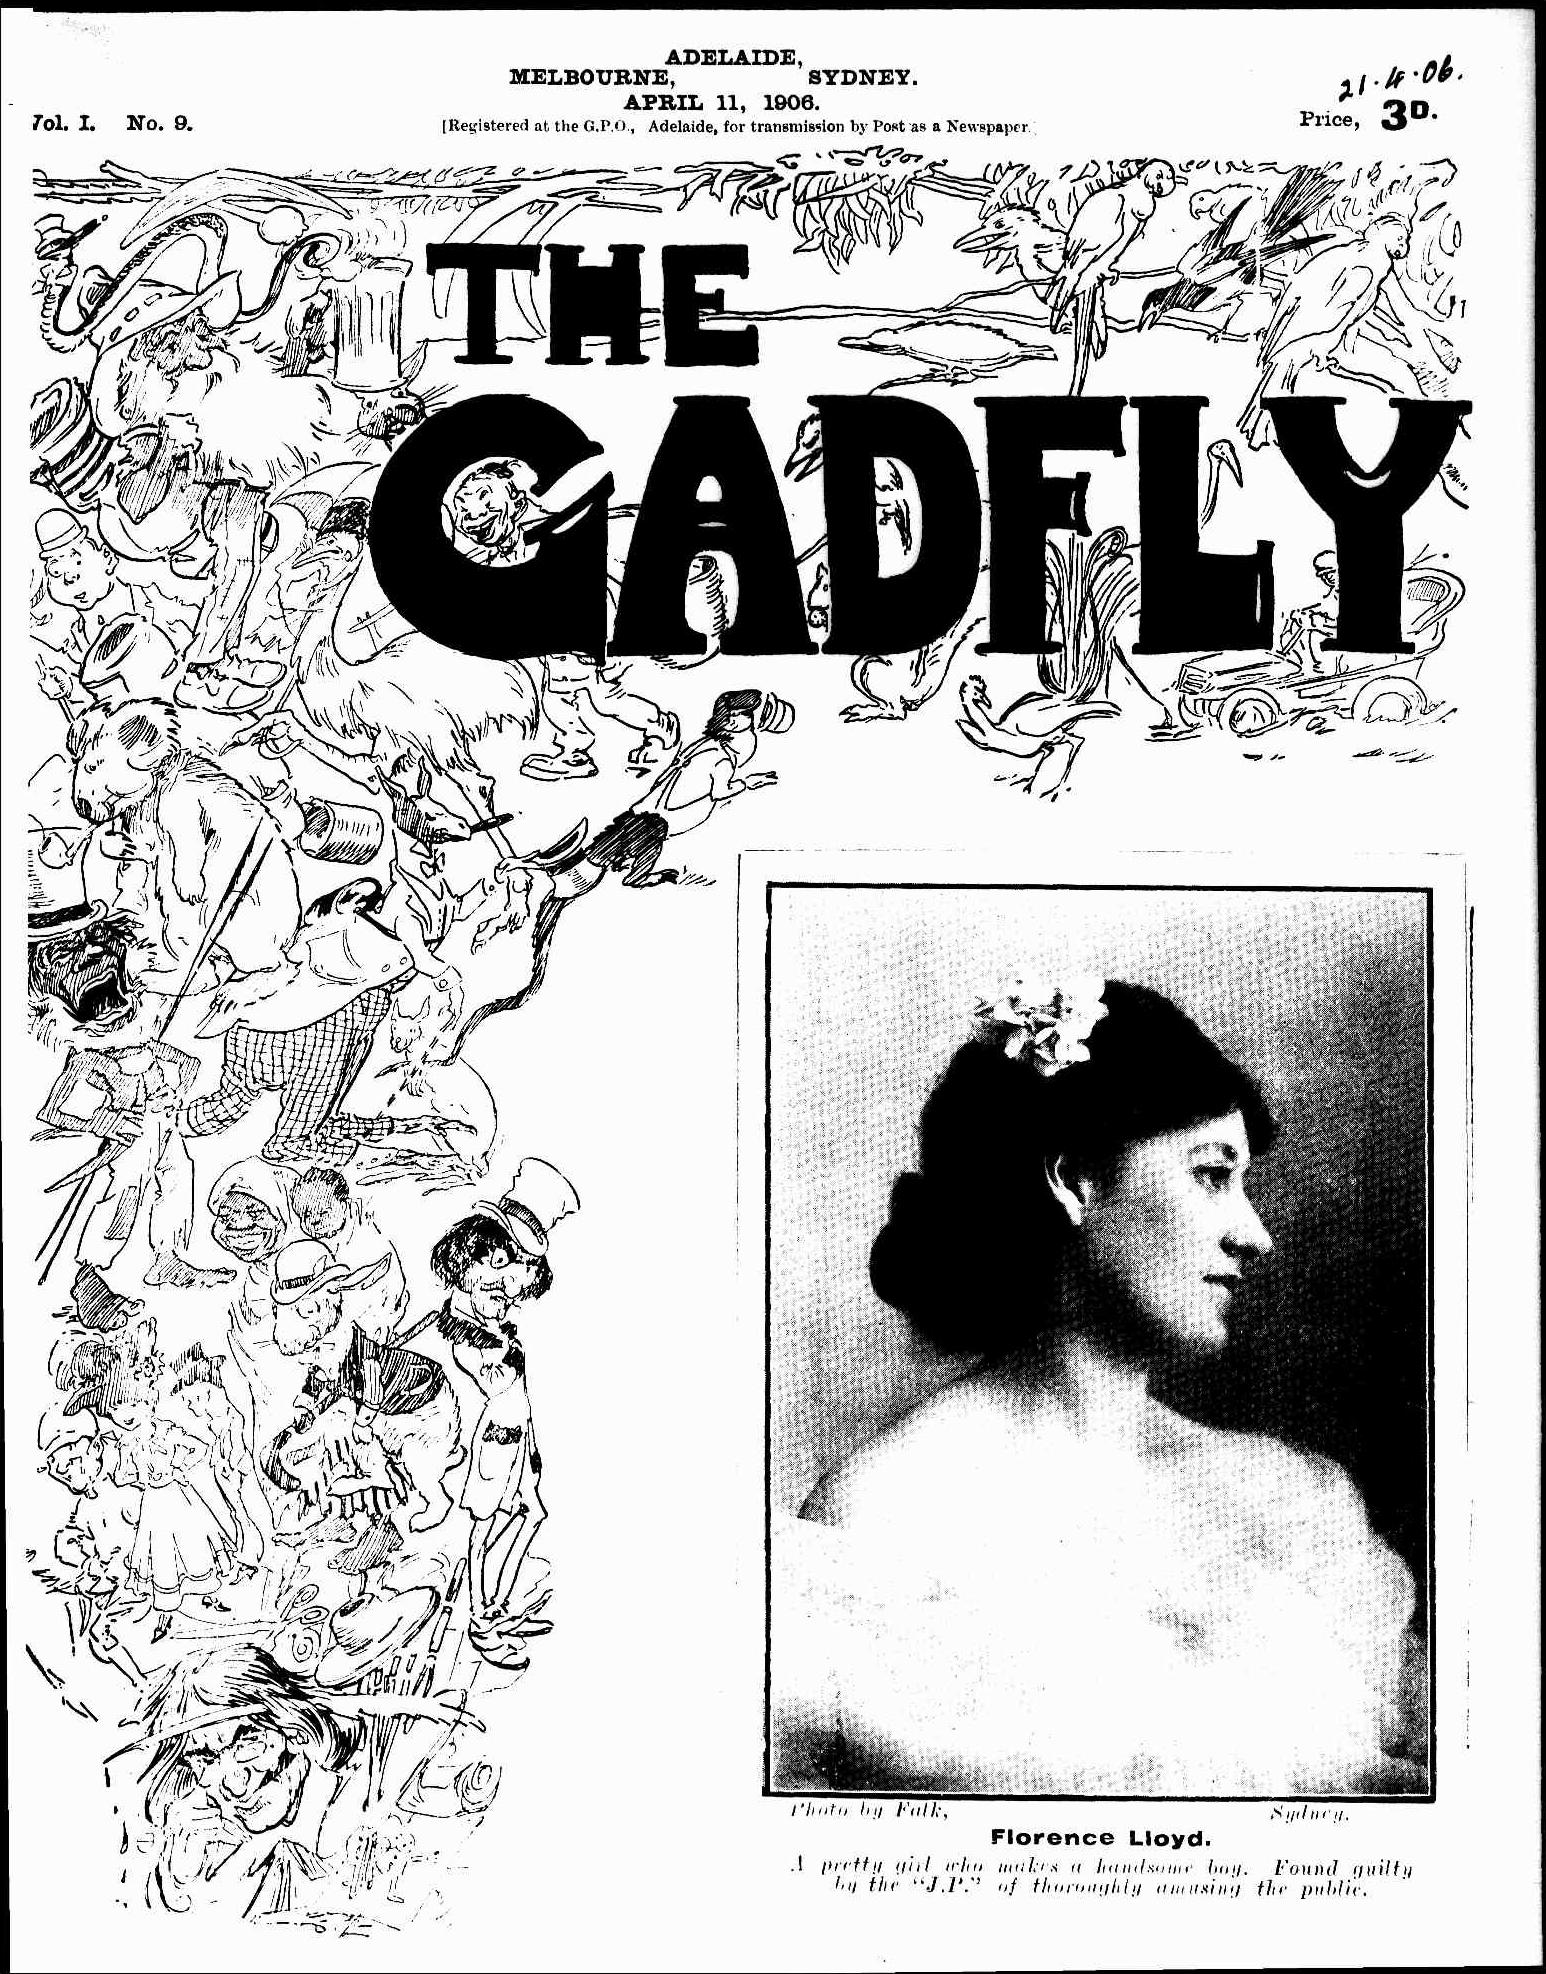 ADELAIDE,
MELBOURNE, SYDNEY.
APRIL 11, 1906.
21·4·06.
Vol. I. No. 9.
[Registered at the G.P.O., Adelaide, for transmission by Post as a Newspaper.
Price, 3D.
THE
GADFLY
Photo by Falk, Sydney.
Florence Lloyd.
A pretty girl who makes a handsome boy. Found guilty
by the "J.P." of thoroughly amusing the public.